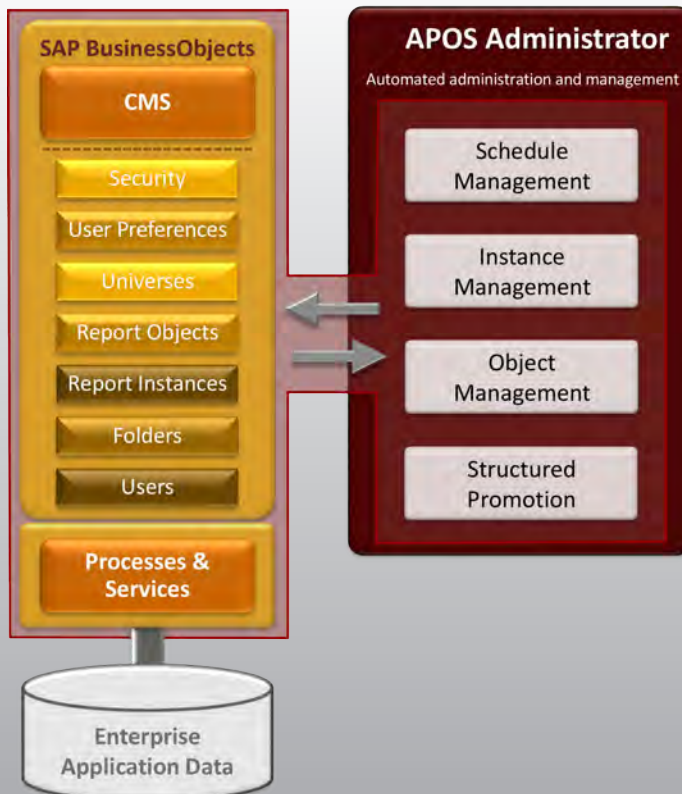 SAP BusinessObjects
CMS
Security
User Preferences
Universes
Report Objects
Report Instances
Folders
Users
Processes &
Services
Enterprise
Application Data
APOS Administrator
Automated administration and management
Schedule
Management
Instance
Management
Object
Management
Structured
Promotion